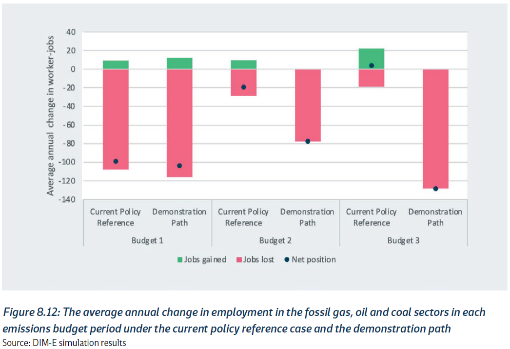 40
20
0
-20
-40
-60
-80
-100
-120
-140
Average annual change in worker-jobs
Current Policy Reference
Demonstration Path
Current Policy Reference
Demonstration Path
Current Policy Reference
Demonstration Path
Budget 1
Budget 2
Budget 3
Jobs gained
Jobs lost
Net position
Figure 8.12: The average annual change in employment in the fossil gas, oil and coal sectors in each
emissions budget period under the current policy reference case and the demonstration path
Source: DIM-E simulation results